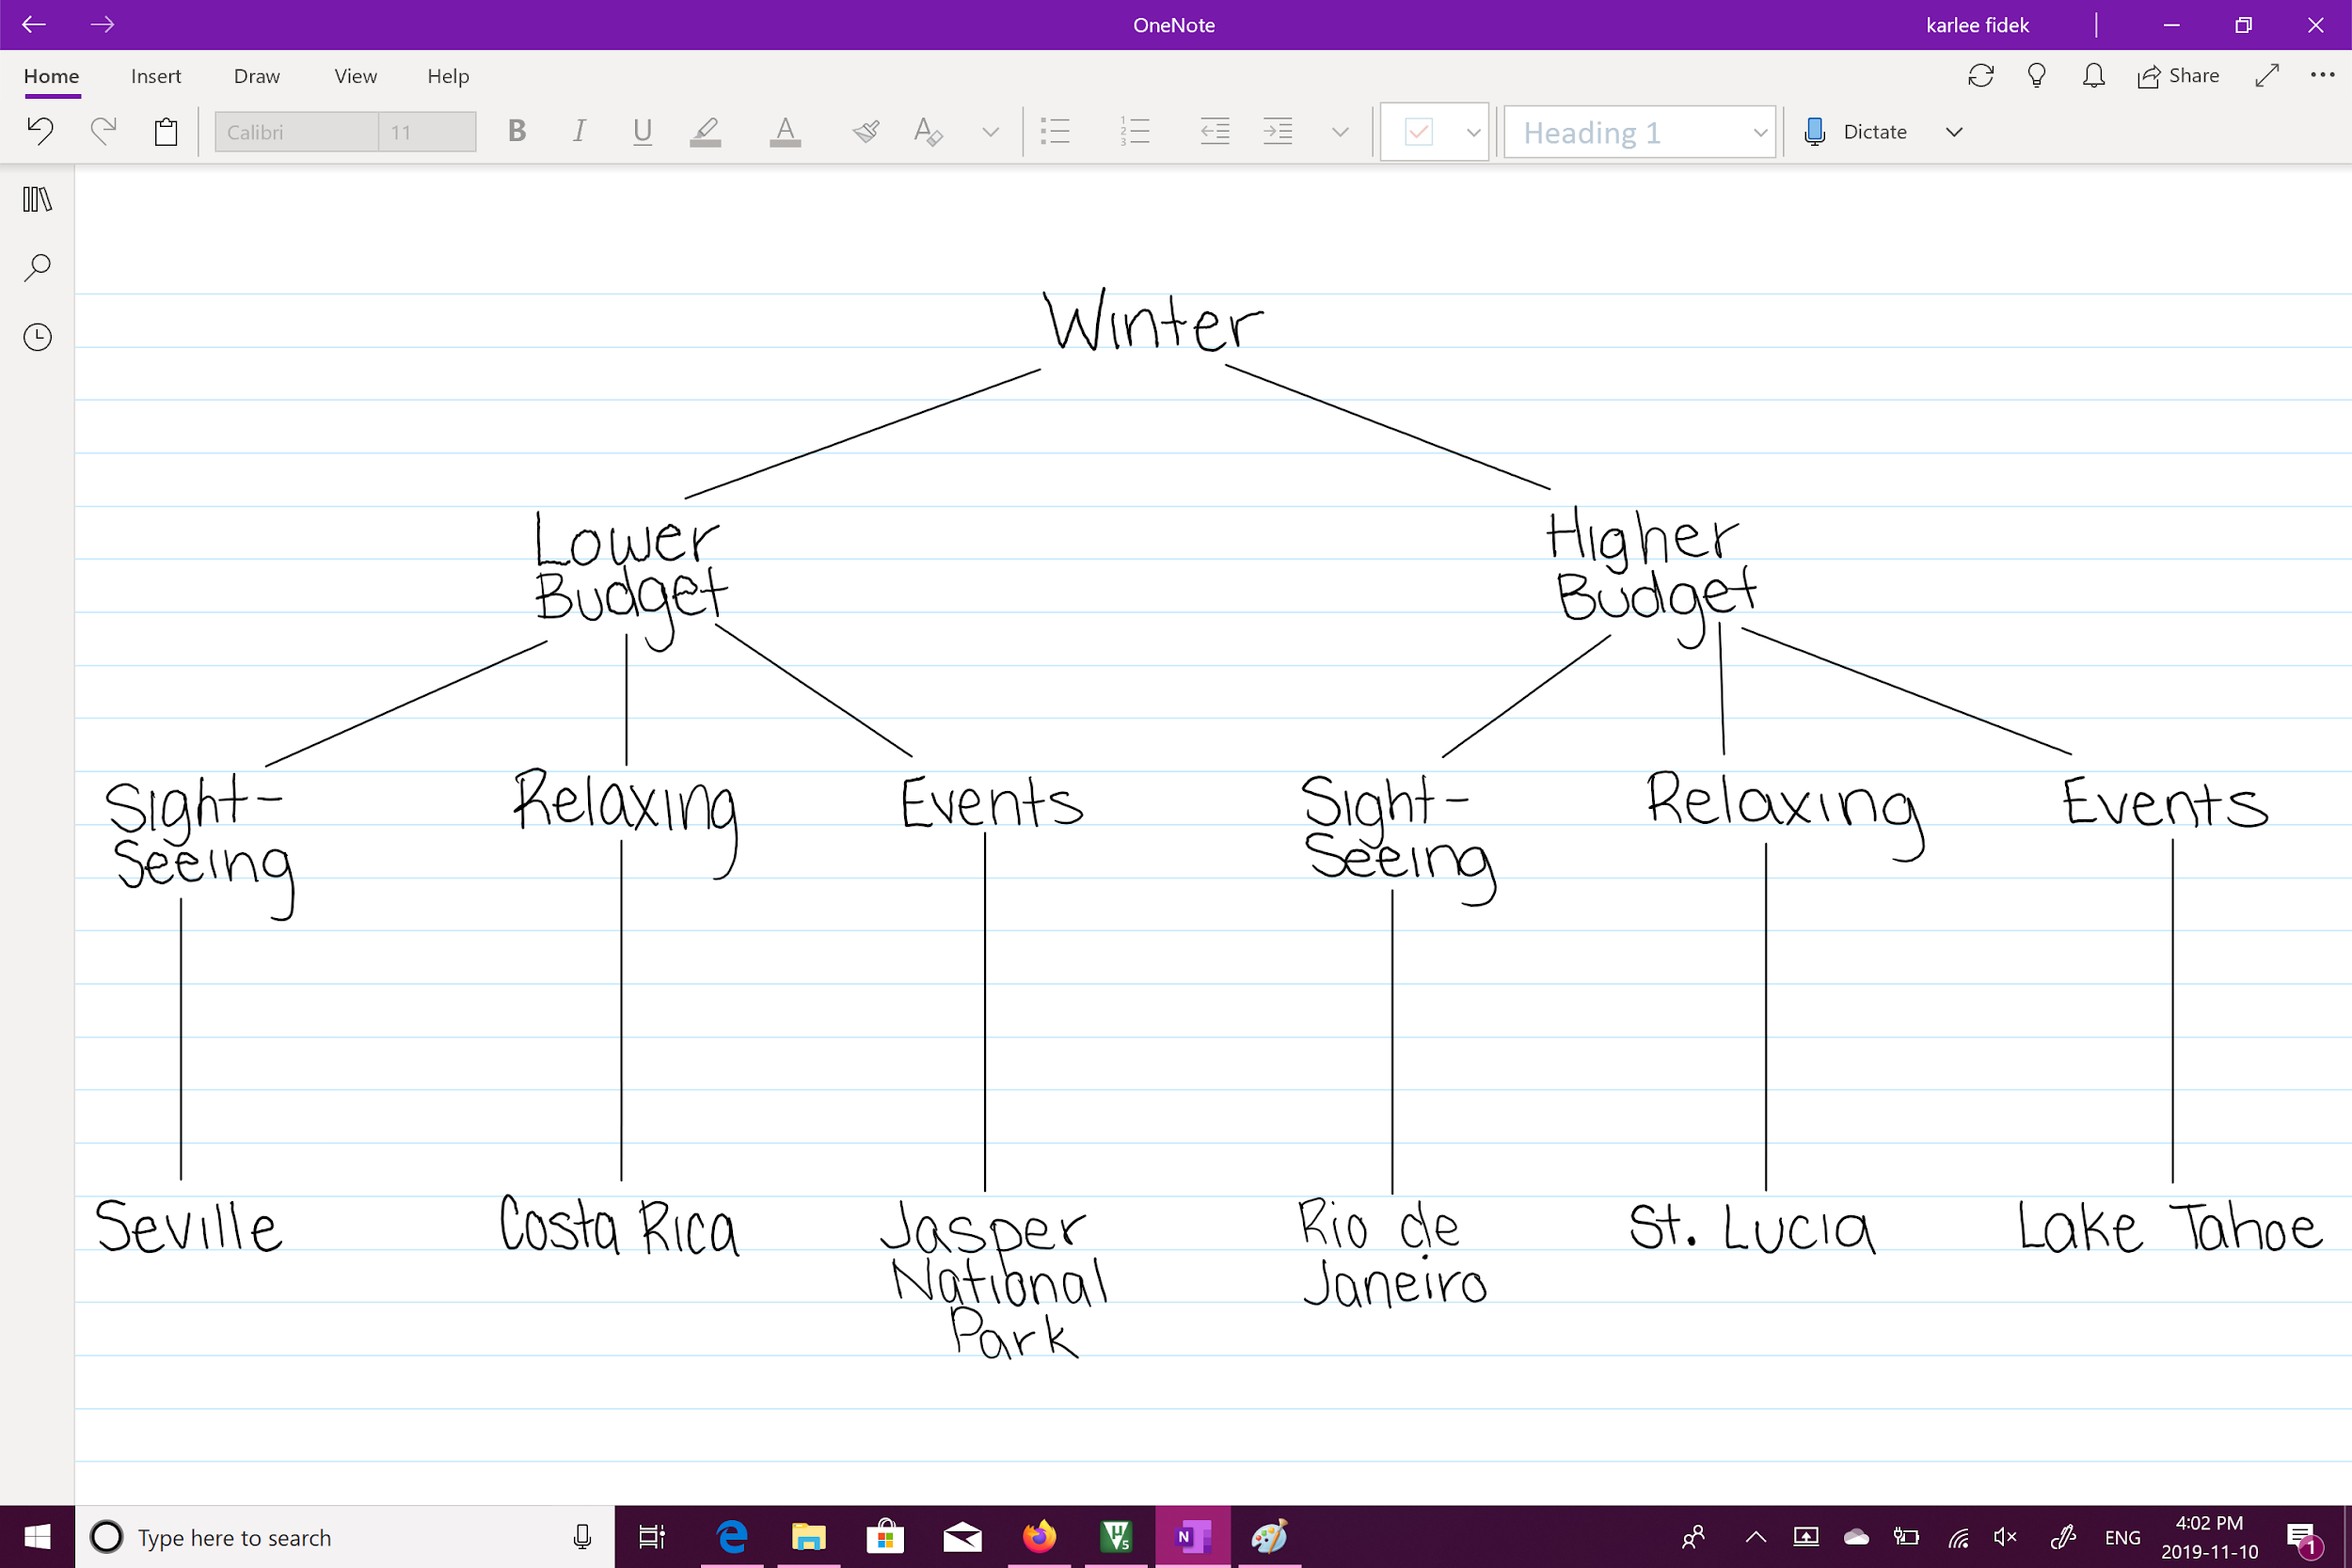 OneNote
karlee fidek
Home Insert Draw View Help
Share
Calibri 11 B I U A A Heading 1 Dictate
Winter
Lower
Budget
Higher
Budget
Sight-
Seeing
Relaxing
Events
Sight-
Seeing
Relaxing
Events
Seville
Costa Rica
Jasper
National
Park
Rio de
Janeiro
St. Lucia
Lake Tahoe
Type here to search
ENG
4:02 PM
2019-11-10
1